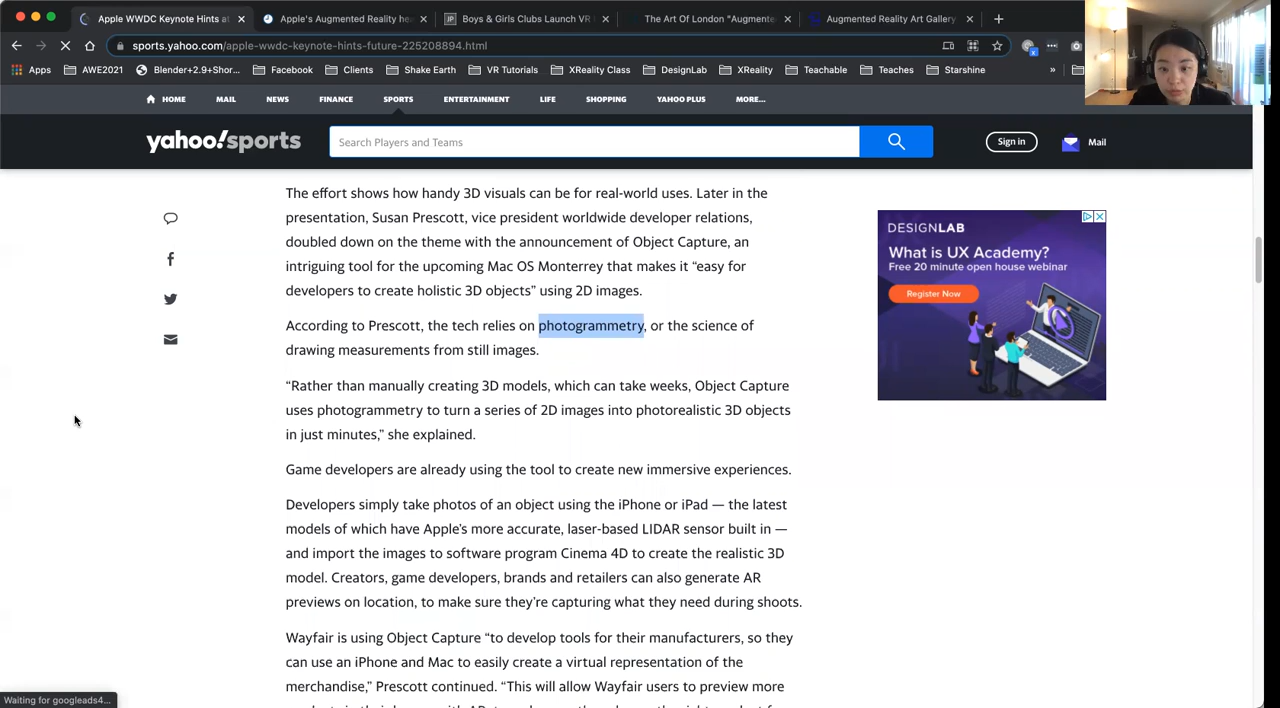 Apple WWDC Keynote Hints at
Apple's Augmented Reality he
Boys & Girls Clubs Launch VR
The Art Of London "Augmente
Augmented Reality Art Gallery
sports.yahoo.com/apple-wwdc-keynote-hints-future-225208894.html
Apps AWE2021 Blender+2.9+Shor... Facebook Clients Shake Earth VR Tutorials XReality Class DesignLab XReality Teachable Teaches Starshine »
HOME MAIL NEWS FINANCE SPORTS ENTERTAINMENT LIFE SHOPPING YAHOO PLUS MORE...
yahoo!sports Search Players and Teams Sign in Mail
The effort shows how handy 3D visuals can be for real-world uses. Later in the
presentation, Susan Prescott, vice president worldwide developer relations,
doubled down on the theme with the announcement of Object Capture, an
intriguing tool for the upcoming Mac OS Monterrey that makes it “easy for
developers to create holistic 3D objects” using 2D images.
According to Prescott, the tech relies on photogrammetry, or the science of
drawing measurements from still images.
“Rather than manually creating 3D models, which can take weeks, Object Capture
uses photogrammetry to turn a series of 2D images into photorealistic 3D objects
in just minutes,” she explained.
Game developers are already using the tool to create new immersive experiences.
Developers simply take photos of an object using the iPhone or iPad — the latest
models of which have Apple’s more accurate, laser-based LIDAR sensor built in —
and import the images to software program Cinema 4D to create the realistic 3D
model. Creators, game developers, brands and retailers can also generate AR
previews on location, to make sure they’re capturing what they need during shoots.
Wayfair is using Object Capture “to develop tools for their manufacturers, so they
can use an iPhone and Mac to easily create a virtual representation of the
merchandise,” Prescott continued. “This will allow Wayfair users to preview more
DESIGNLAB
What is UX Academy?
Free 20 minute open house webinar
Register Now
Waiting for googleads4...